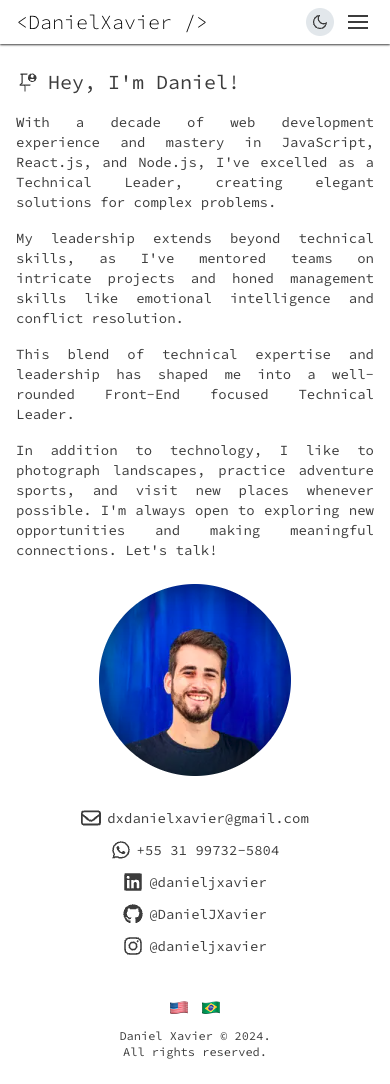 <DanielXavier />
Hey, I'm Daniel!
With a decade of web development
experience and mastery in JavaScript,
React.js, and Node.js, I've excelled as a
Technical Leader, creating elegant
solutions for complex problems.
My leadership extends beyond technical
skills, as I've mentored teams on
intricate projects and honed management
skills like emotional intelligence and
conflict resolution.
This blend of technical expertise and
leadership has shaped me into a well-
rounded Front-End focused Technical
Leader.
In addition to technology, I like to
photograph landscapes, practice adventure
sports, and visit new places whenever
possible. I'm always open to exploring new
opportunities and making meaningful
connections. Let's talk!
dxdanielxavier@gmail.com
+55 31 99732-5804
@danieljxavier
@DanielJXavier
@danieljxavier
Daniel Xavier © 2024.
All rights reserved.